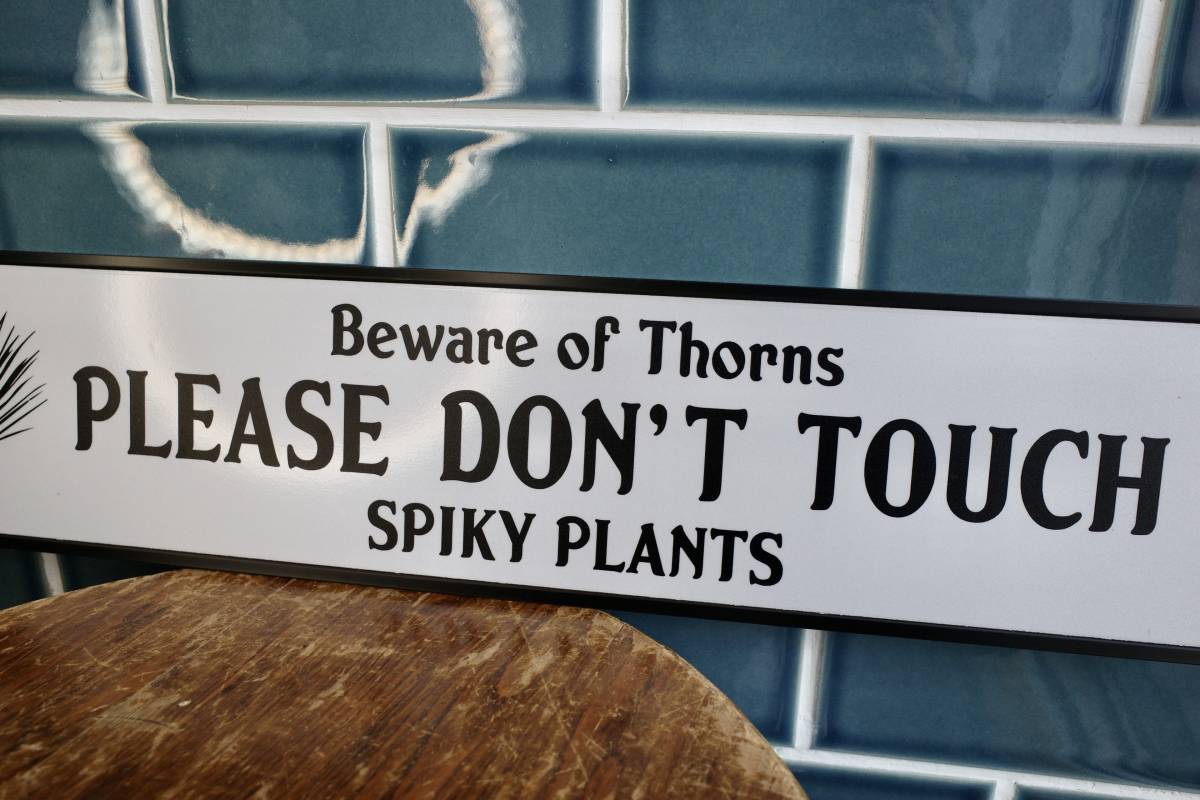 Beware of Thorns
PLEASE DON'T TOUCH
SPIKY PLANTS